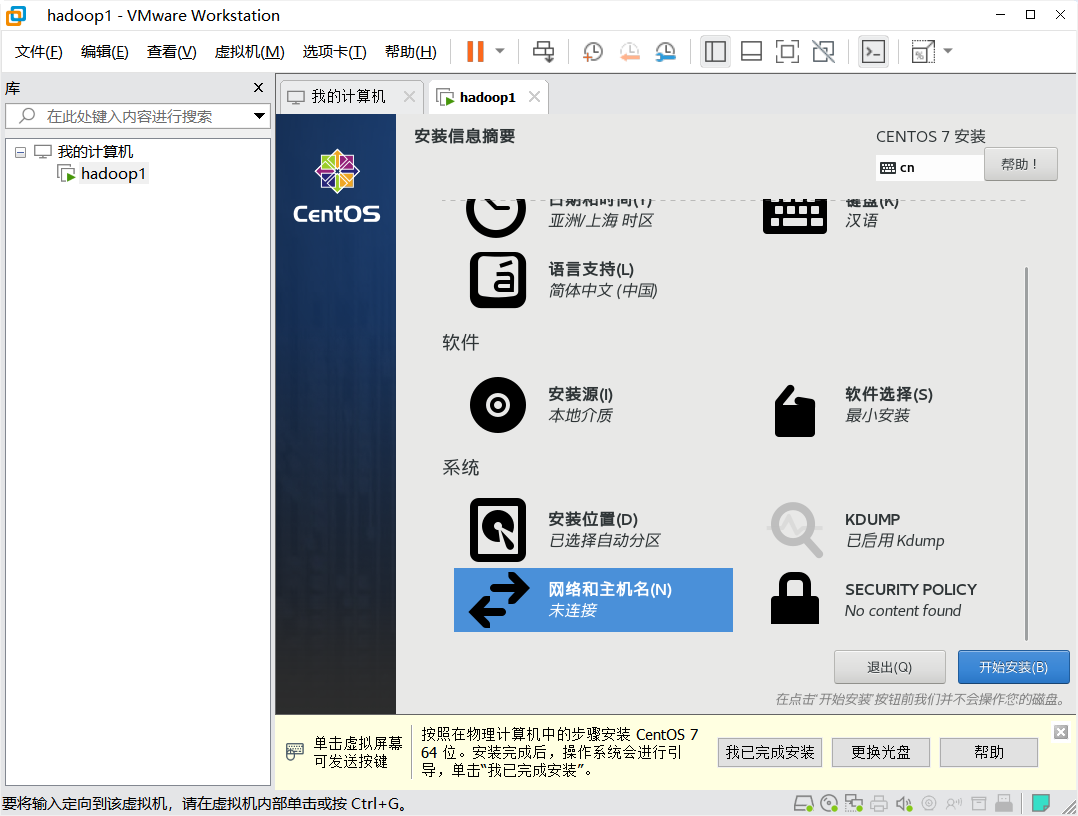 hadoop1 - VMware Workstation
文件(F) 编辑(E) 查看(V) 虚拟机(M) 选项卡(T) 帮助(H)
库
在此处键入内容进行搜索
我的计算机
hadoop1
我的计算机
hadoop1
CentOS
安装信息摘要
CENTOS 7 安装
cn
帮助！
日期和时间(T)
亚洲/上海 时区
键盘(K)
汉语
语言支持(L)
简体中文 (中国)
软件
安装源(I)
本地介质
软件选择(S)
最小安装
系统
安装位置(D)
已选择自动分区
KDUMP
已启用 Kdump
网络和主机名(N)
未连接
SECURITY POLICY
No content found
退出(Q)
开始安装(B)
在点击'开始安装'按钮前我们并不会操作您的磁盘。
单击虚拟屏幕
可发送按键
按照在物理计算机中的步骤安装 CentOS 7
64 位。安装完成后，操作系统会进行引
导，单击“我已完成安装”。
我已完成安装
更换光盘
帮助
要将输入定向到该虚拟机，请在虚拟机内部单击或按 Ctrl+G。